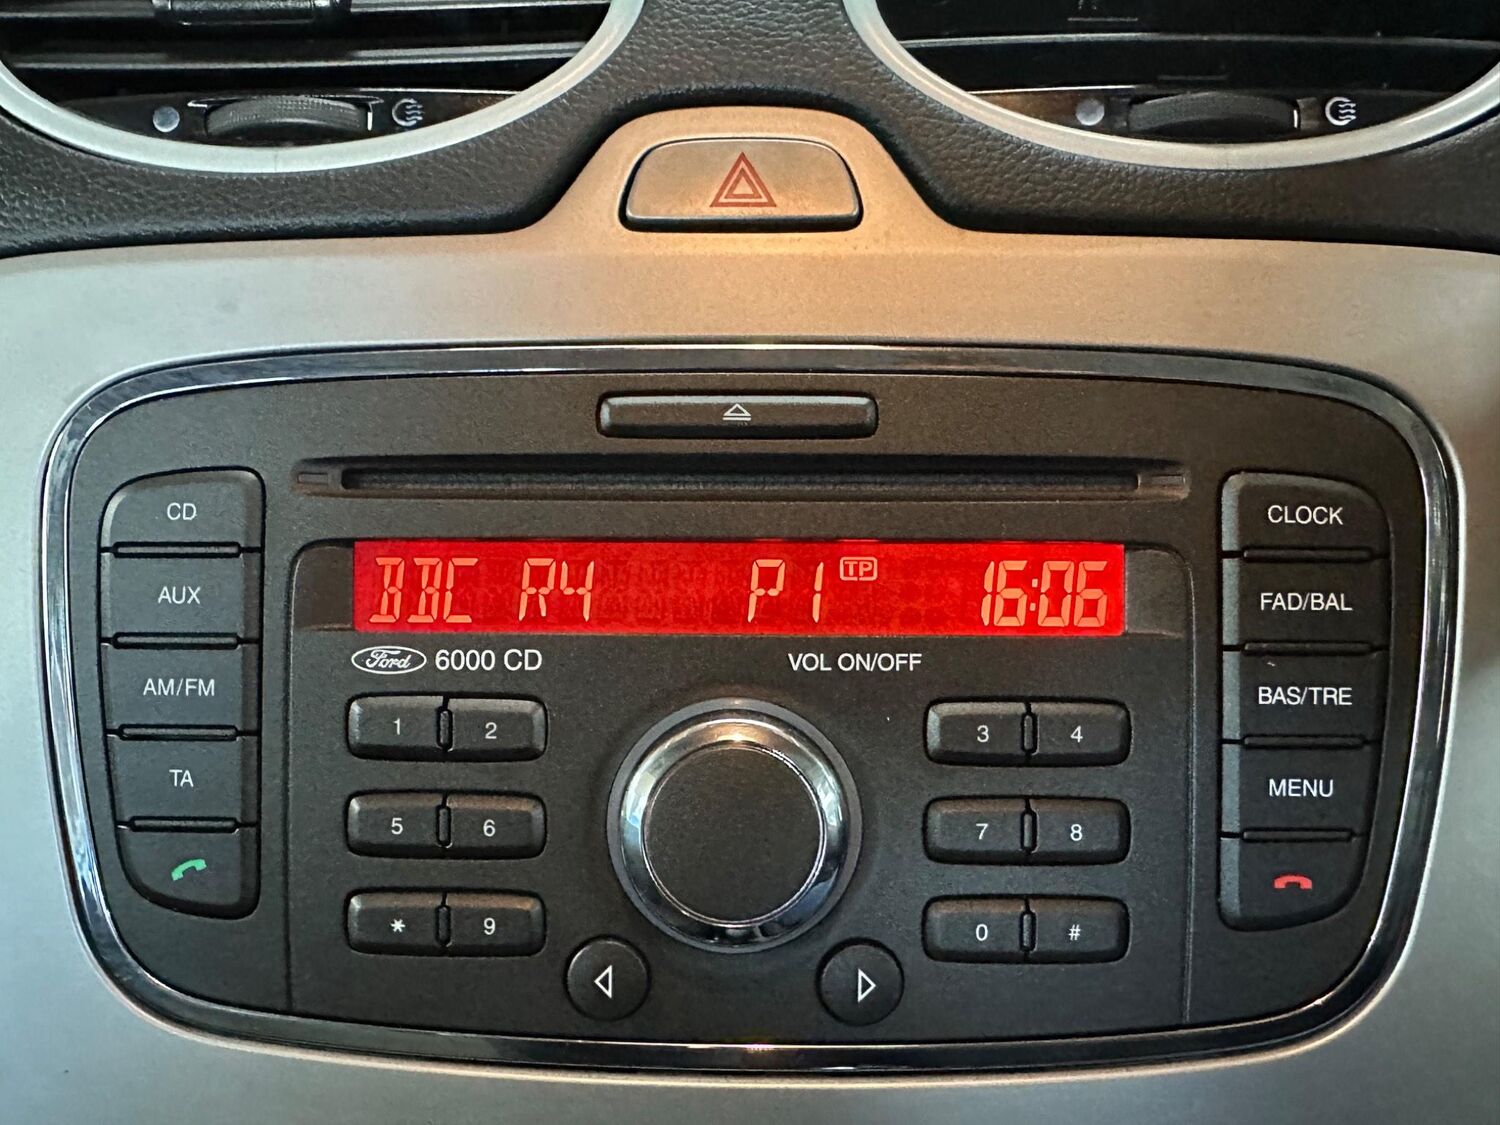 BBC R4 P1 TP 16:06
Ford 6000 CD
VOL ON/OFF
CD
AUX
AM/FM
TA
1 2
5 6
* 9
3 4
7 8
0 #
CLOCK
FAD/BAL
BAS/TRE
MENU